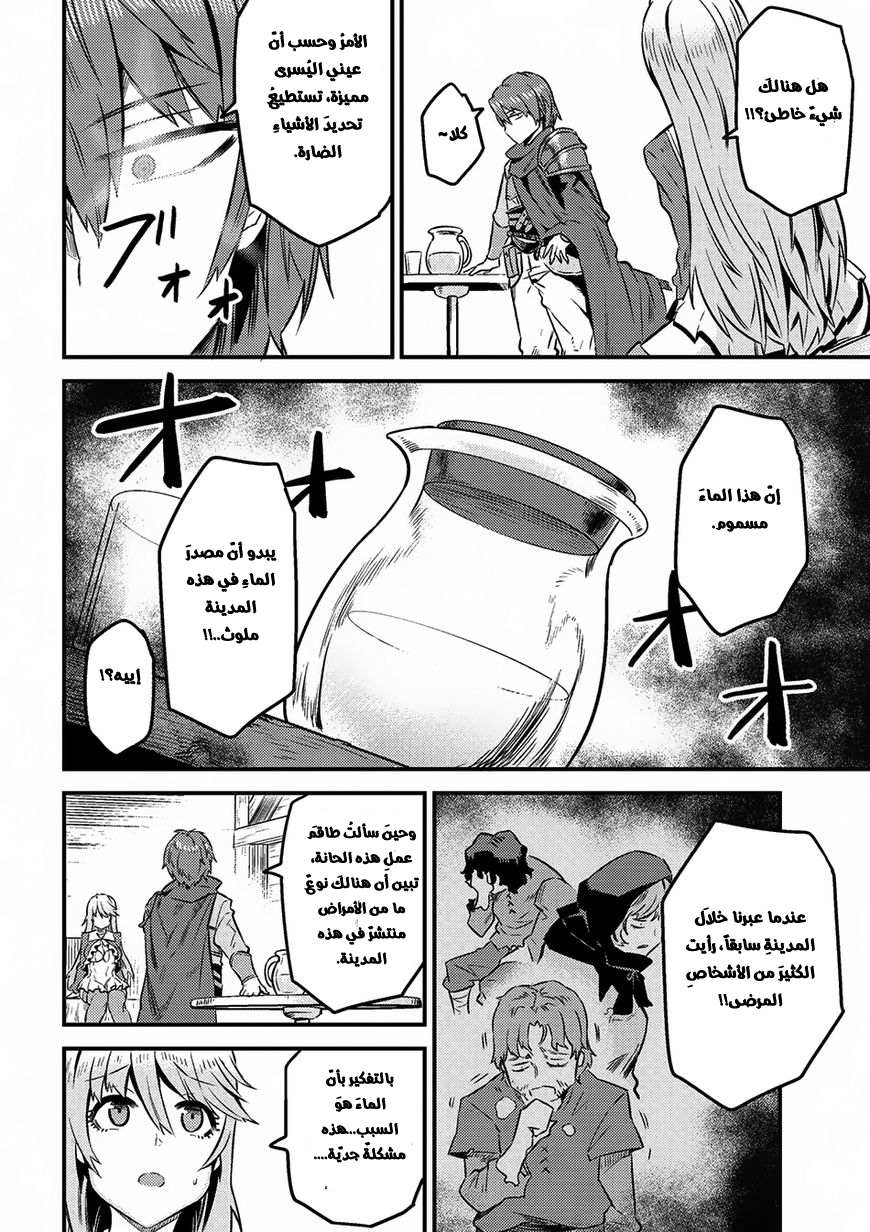 هَل هنالكَ
شيءٌ خاطئ؟!!
كلا~
الأمرُ وحسب أنّ
عيني اليُسرى
مميزة، تستطيعُ
تحديدَ الأشياءِ
الضارة.
ブォォ
إنّ هذا الماءَ
مسموم.
يبدو أنّ مصدرَ
الماءِ في هذه
المدينة
ملوث..!!
إييه؟!
عندما عبرنا خلالَ
المدينةِ سابقاً، رأيت
الكثيرَ من الأشخاصِ
المرضى!!
وحينَ سألتُ طاقمَ
عملِ هذه الحانة،
تبين أن هنالكَ نوعٌ
ما من الأمراض
منتشرٌ في هذه
المدينة.
بالتفكير بأنّ
الماءَ هوَ
السبب...هذه
مشكلةٌ جديّة....